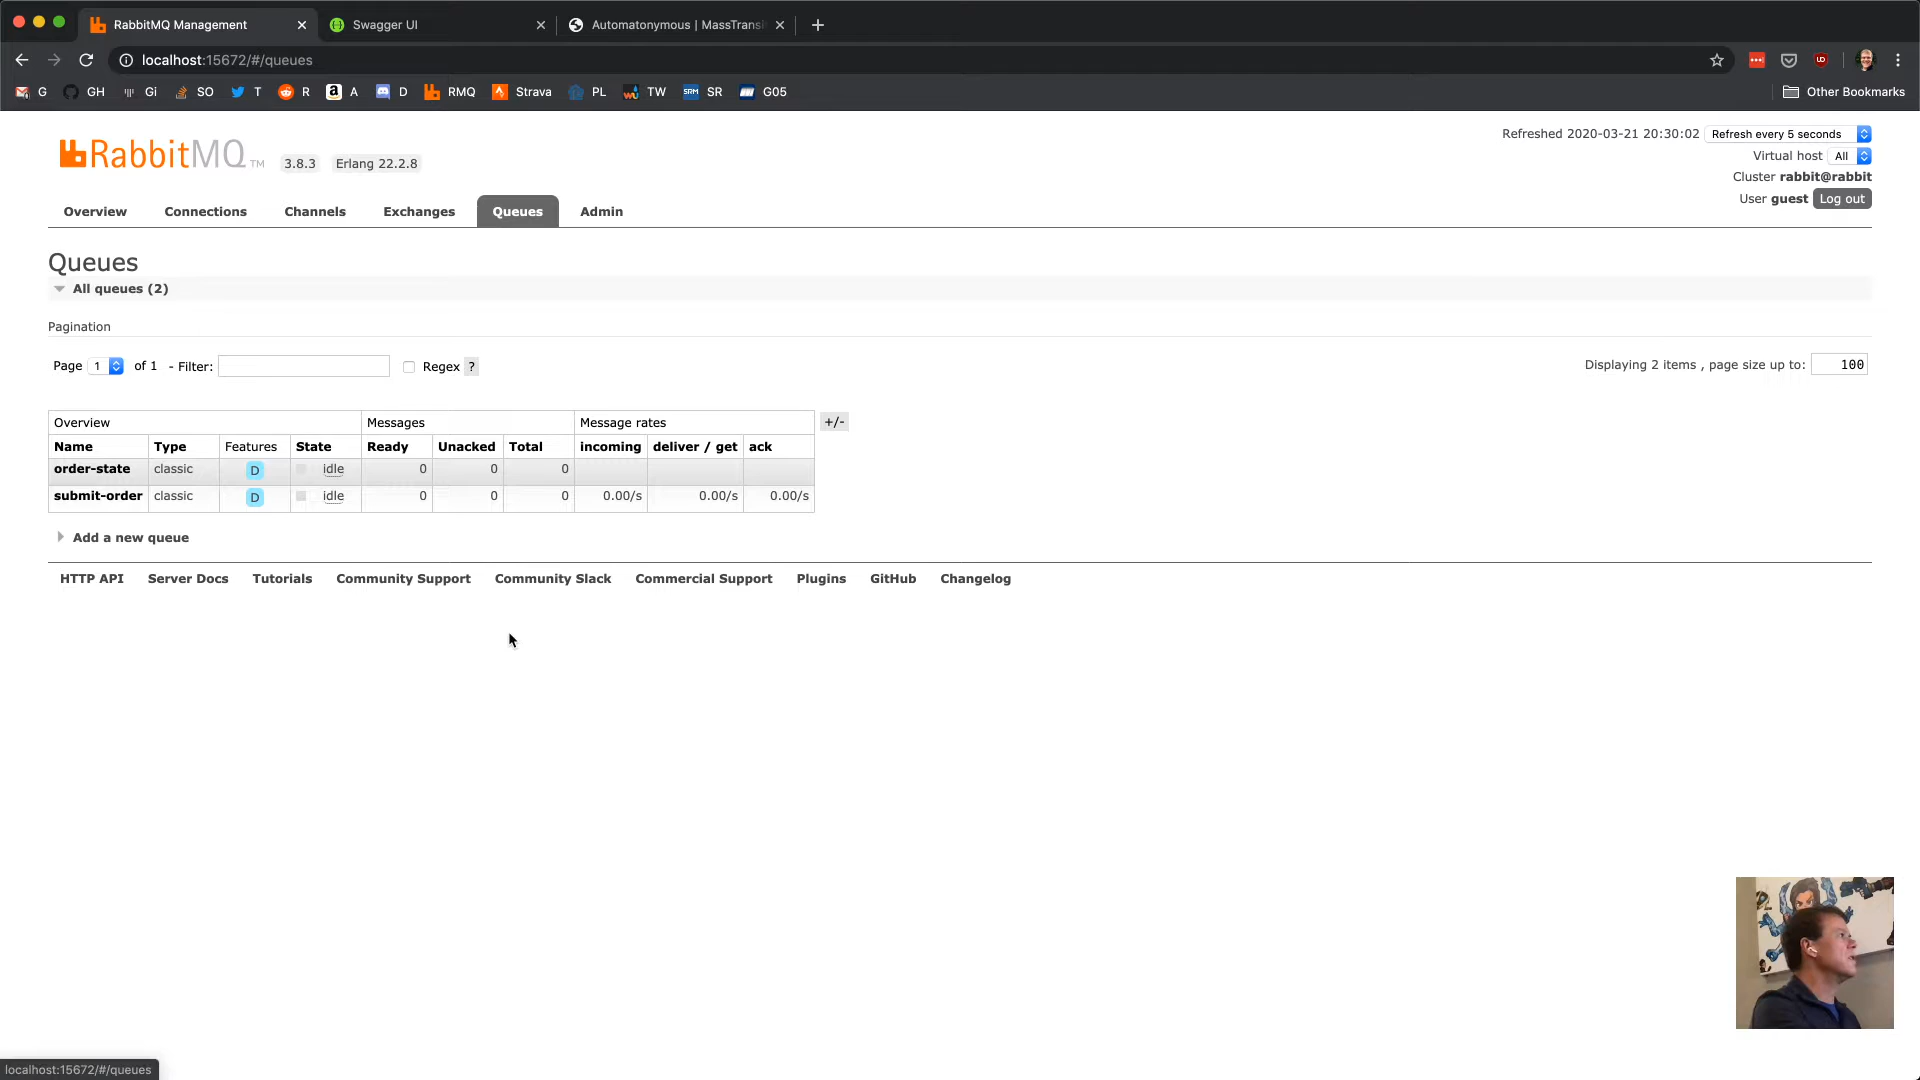 RabbitMQ Management
Swagger UI
Automatonymous | MassTransi
localhost:15672/#/queues
G GH Gi SO T R A D RMQ Strava PL TW SR G05 Other Bookmarks
RabbitMQ TM 3.8.3 Erlang 22.2.8
Refreshed 2020-03-21 20:30:02 Refresh every 5 seconds
Virtual host All
Cluster rabbit@rabbit
User guest Log out
Overview Connections Channels Exchanges Queues Admin
Queues
All queues (2)
Pagination
Page 1 of 1 - Filter: Regex ? Displaying 2 items , page size up to: 100
Overview Messages Message rates +/-
Name Type Features State Ready Unacked Total incoming deliver / get ack
order-state classic D idle 0 0 0
submit-order classic D idle 0 0 0 0.00/s 0.00/s 0.00/s
Add a new queue
HTTP API Server Docs Tutorials Community Support Community Slack Commercial Support Plugins GitHub Changelog
localhost:15672/#/queues